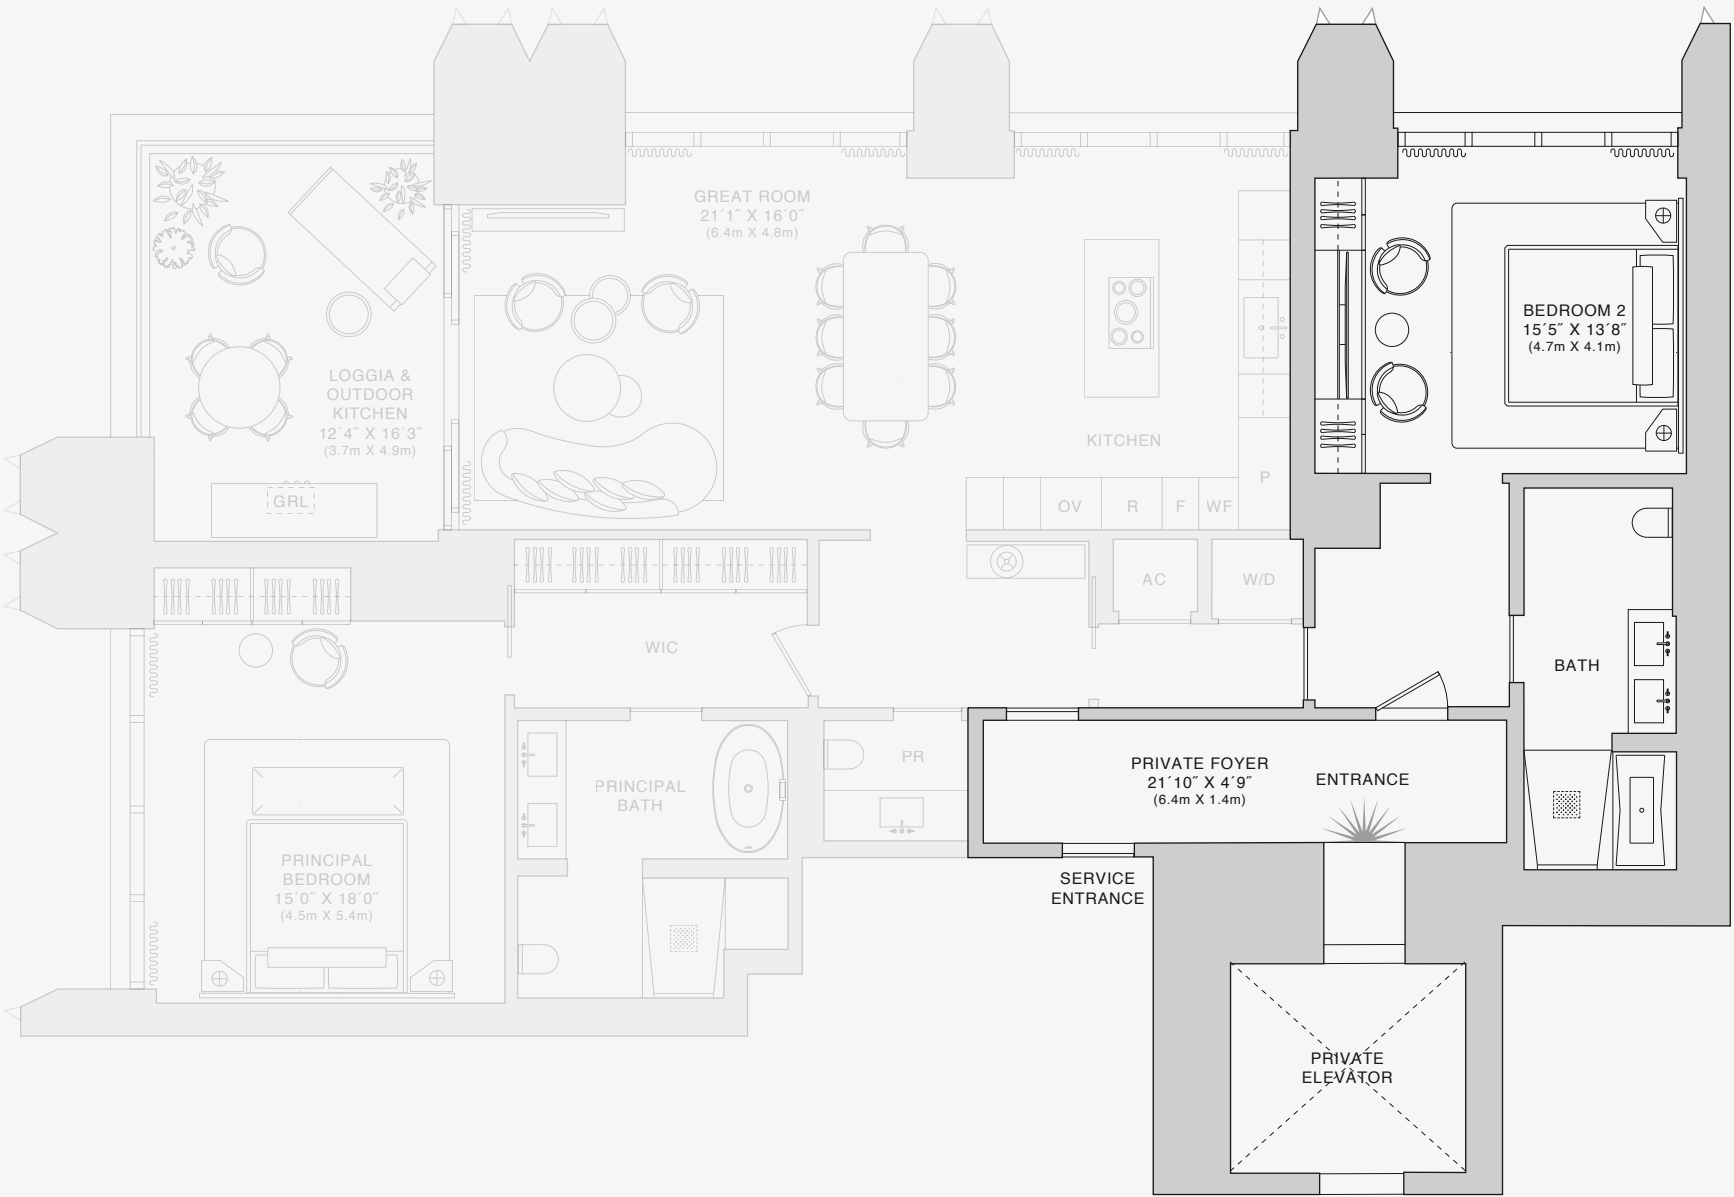 GREAT ROOM
21´1˝ X 16´0˝
(6.4m X 4.8m)
BEDROOM 2
15´5˝ X 13´8˝
(4.7m X 4.1m)
LOGGIA &
OUTDOOR
KITCHEN
12´4˝ X 16´3˝
(3.7m X 4.9m)
GRL
KITCHEN
P
OV
R
F
WF
AC
W/D
WIC
BATH
PRINCIPAL
BATH
PR
PRIVATE FOYER
21´10˝ X 4´9˝
(6.4m X 1.4m)
ENTRANCE
PRINCIPAL
BEDROOM
15´0˝ X 18´0˝
(4.5m X 5.4m)
SERVICE
ENTRANCE
PRIVATE
ELEVATOR